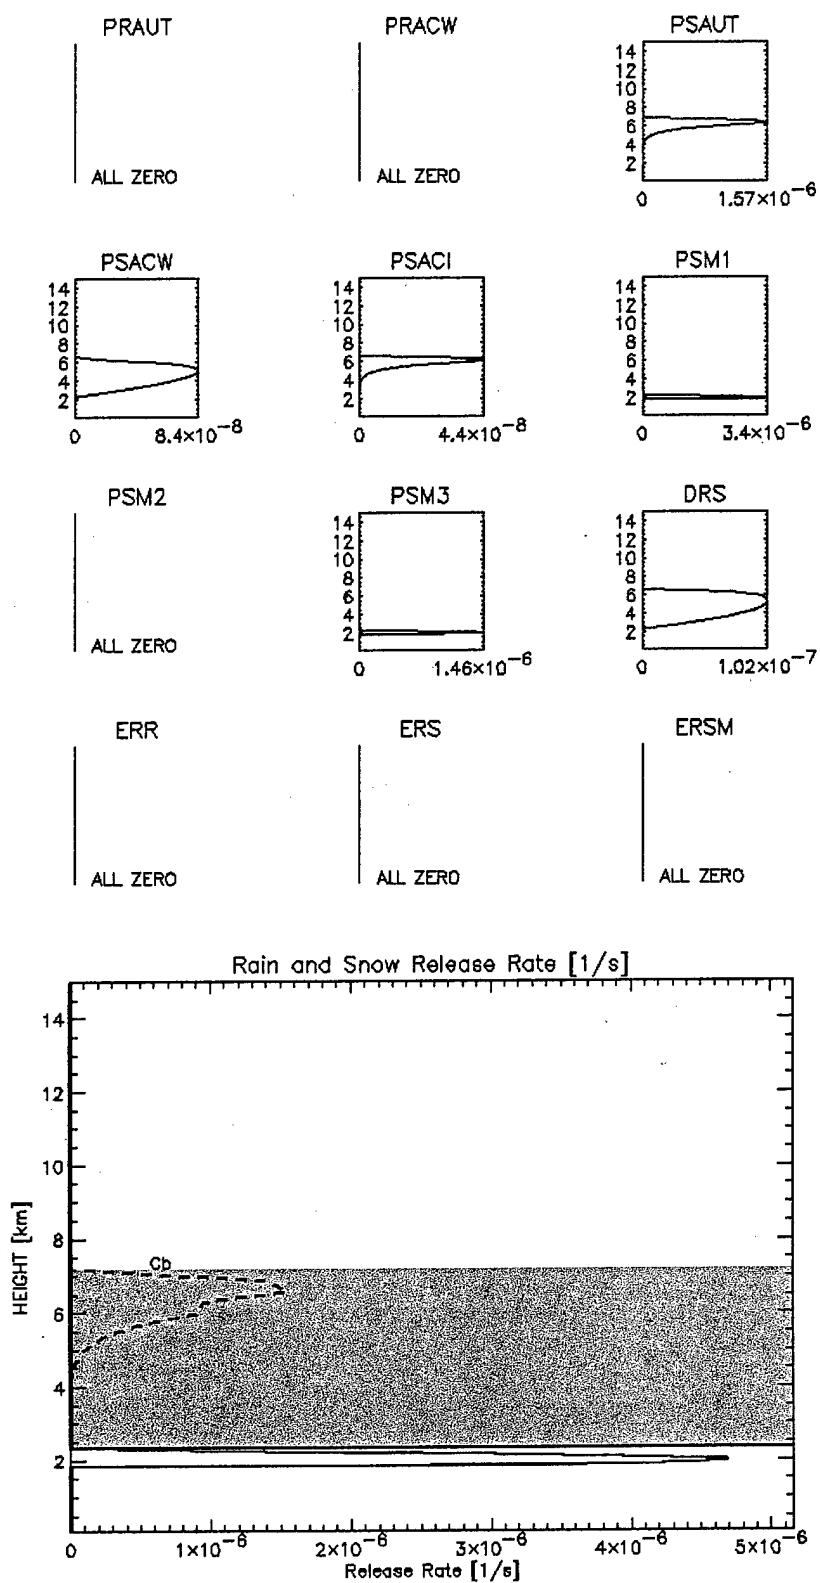 PRAUT PRACW PSAUT
14
12
10
8
6
4
2
ALL ZERO ALL ZERO
0 1.57×10⁻⁶
PSACW PSACI PSM1
14 14 14
12 12 12
10 10 10
8 8 8
6 6 6
4 4 4
2 2 2
0 8.4×10⁻⁸ 0 4.4×10⁻⁸ 0 3.4×10⁻⁶
PSM2 PSM3 DRS
14 14
12 12
10 10
8 8
6 6
4 4
2 2
ALL ZERO
0 1.46×10⁻⁶ 0 1.02×10⁻⁷
ERR ERS ERSM
ALL ZERO ALL ZERO ALL ZERO
Rain and Snow Release Rate [1/s]
14
12
10
8
Cb
HEIGHT [km]
6
4
2
0 1×10⁻⁶ 2×10⁻⁶ 3×10⁻⁶ 4×10⁻⁶ 5×10⁻⁶
Release Rate [1/s]